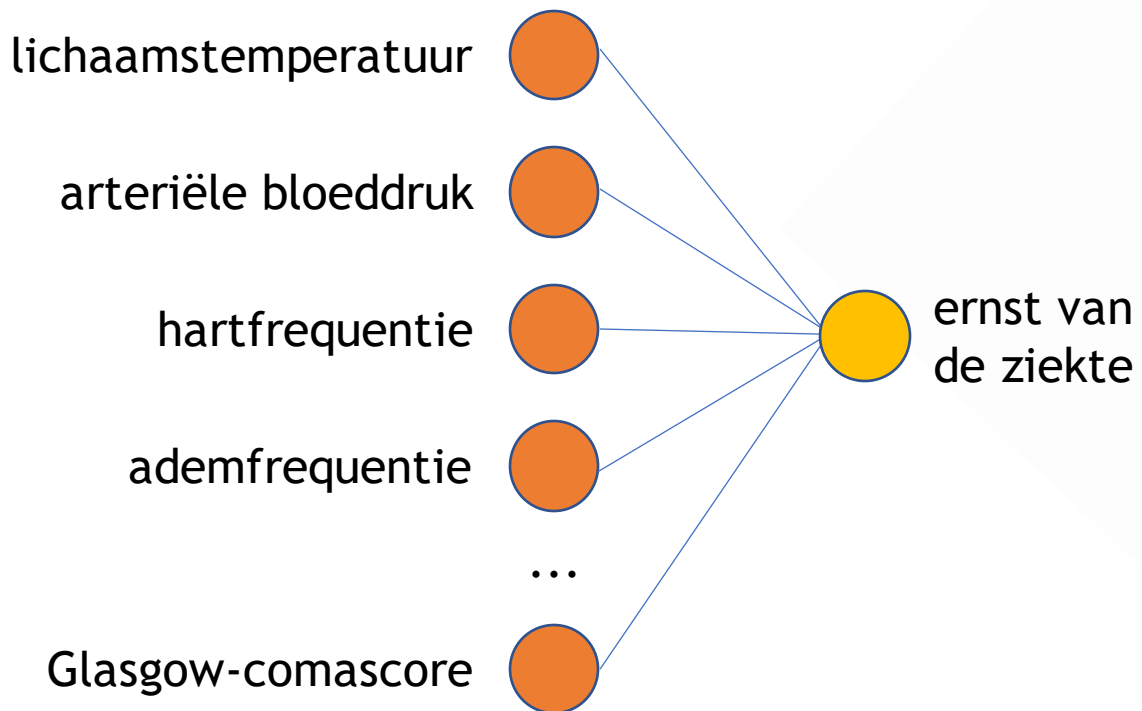 lichaamstemperatuur
arteriële bloeddruk
hartfrequentie
ademfrequentie
...
Glasgow-comascore
ernst van
de ziekte